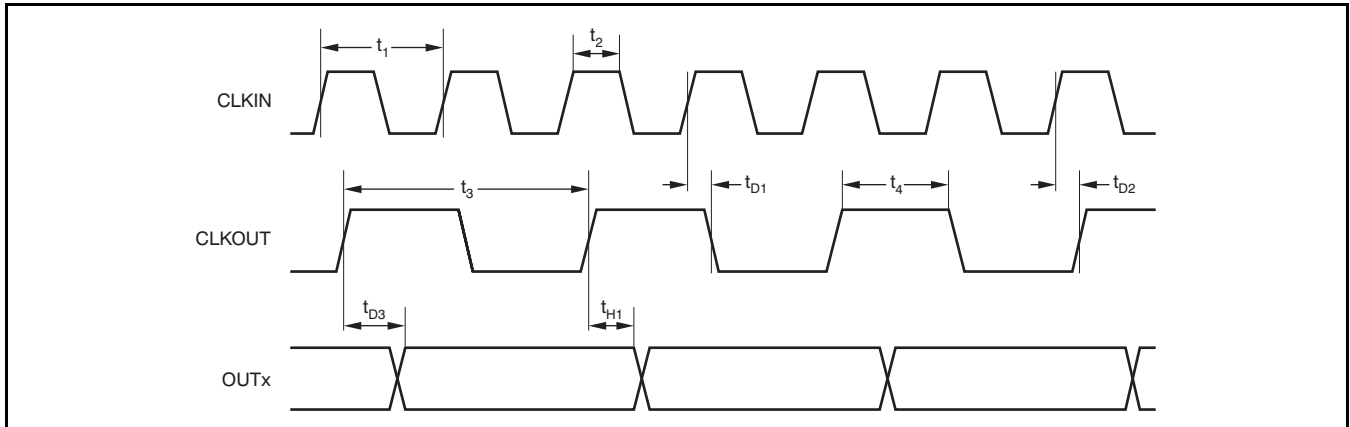 t1
t2
CLKIN
t3
tD1
t4
tD2
CLKOUT
tD3
tH1
OUTx